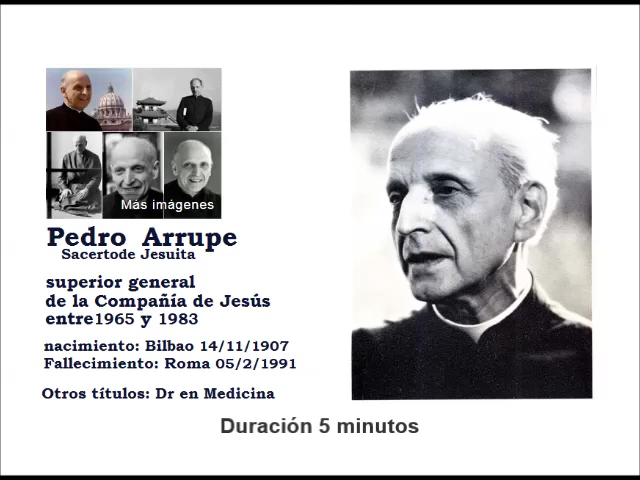 Más imágenes
Pedro Arrupe
Sacertode Jesuita
superior general
de la Compañía de Jesús
entre1965 y 1983
nacimiento: Bilbao 14/11/1907
Fallecimiento: Roma 05/2/1991
Otros títulos: Dr en Medicina
Duración 5 minutos